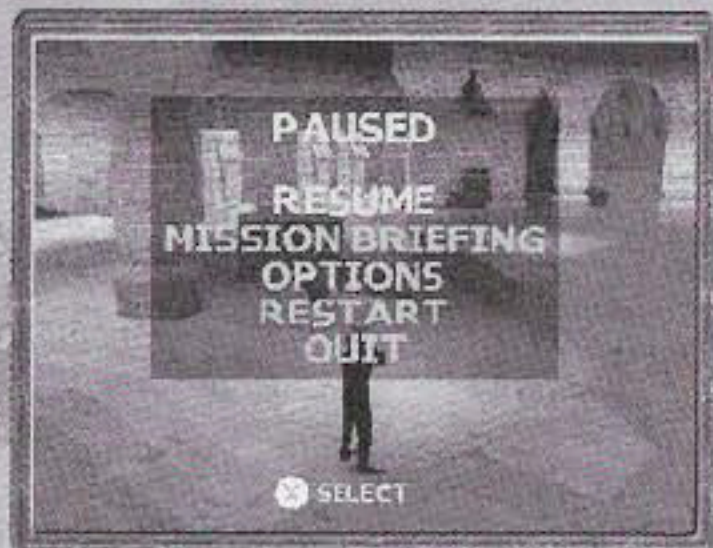 PAUSED
RESUME
MISSION BRIEFING
OPTIONS
RESTART
QUIT
SELECT